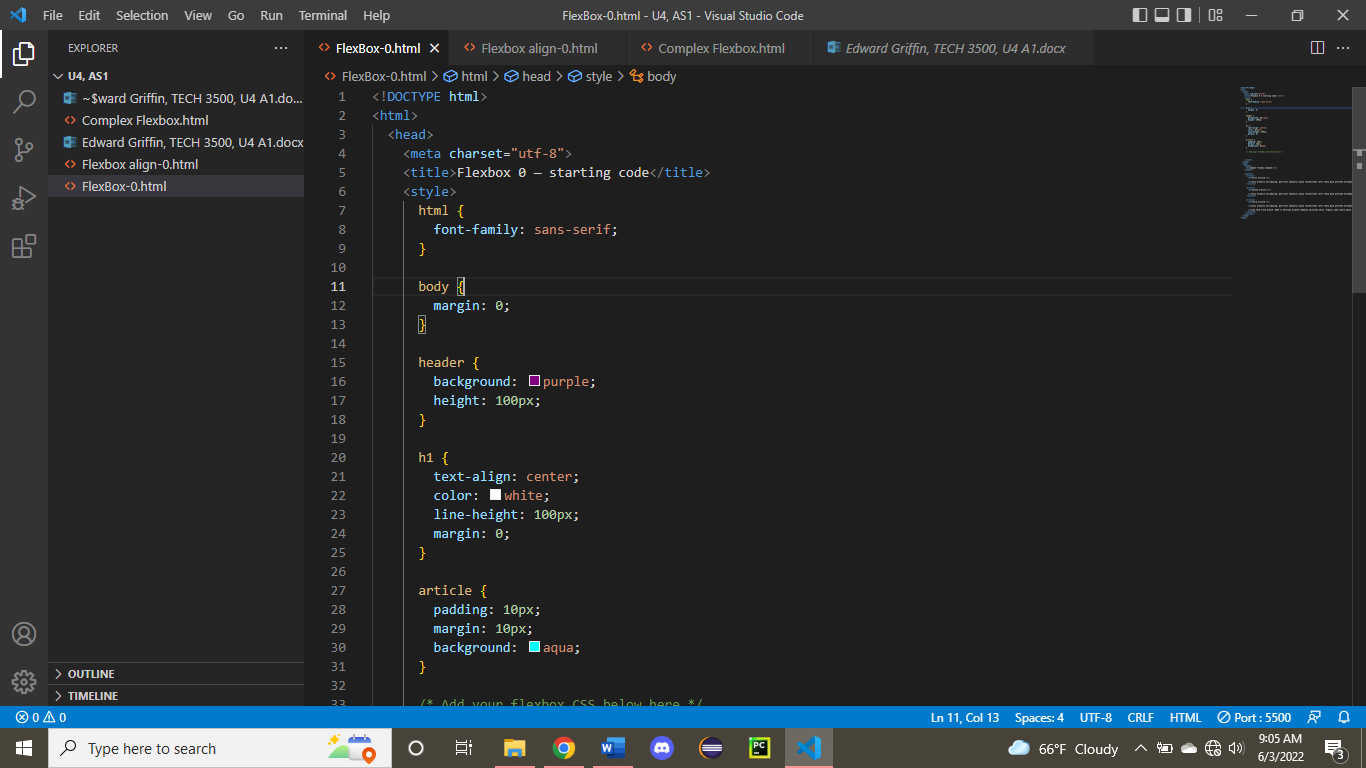 File Edit Selection View Go Run Terminal Help
FlexBox-0.html - U4, AS1 - Visual Studio Code
EXPLORER
U4, AS1
~$ward Griffin, TECH 3500, U4 A1.do...
Complex Flexbox.html
Edward Griffin, TECH 3500, U4 A1.docx
Flexbox align-0.html
FlexBox-0.html
OUTLINE
TIMELINE
FlexBox-0.html Flexbox align-0.html Complex Flexbox.html Edward Griffin, TECH 3500, U4 A1.docx
FlexBox-0.html > html > head > style > body
1 <!DOCTYPE html>
2 <html>
3 <head>
4 <meta charset="utf-8">
5 <title>Flexbox 0 — starting code</title>
6 <style>
7 html {
8 font-family: sans-serif;
9 }
10
11 body {
12 margin: 0;
13 }
14
15 header {
16 background: purple;
17 height: 100px;
18 }
19
20 h1 {
21 text-align: center;
22 color: white;
23 line-height: 100px;
24 margin: 0;
25 }
26
27 article {
28 padding: 10px;
29 margin: 10px;
30 background: aqua;
31 }
32
33 /* Add your flexbox CSS below here */
0 0
Ln 11, Col 13 Spaces: 4 UTF-8 CRLF HTML Port : 5500
Type here to search
PC
66°F Cloudy
9:05 AM
6/3/2022
3